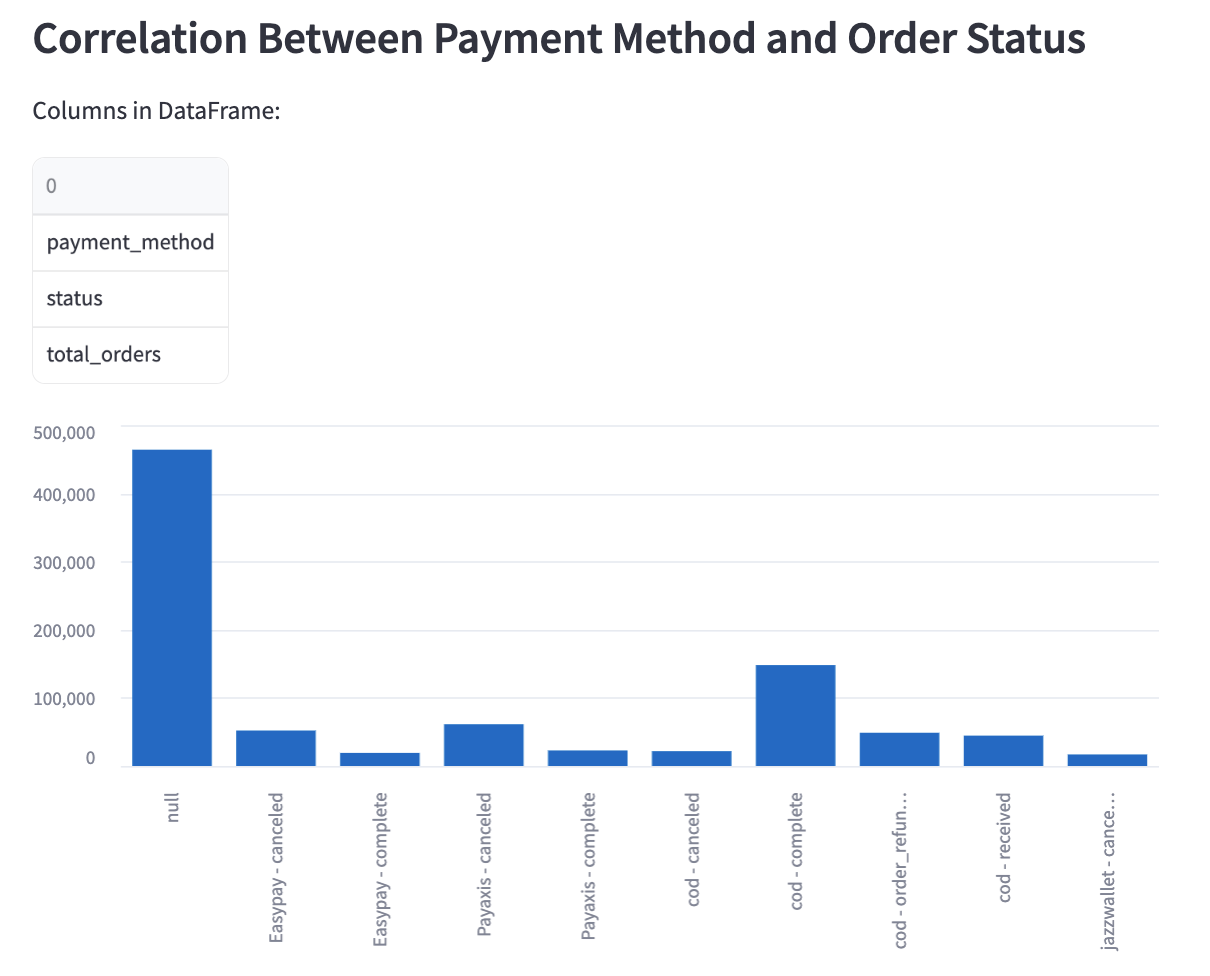 Correlation Between Payment Method and Order Status
Columns in DataFrame:
0
payment_method
status
total_orders
500,000
400,000
300,000
200,000
100,000
0
null
Easypay - canceled
Easypay - complete
Payaxis - canceled
Payaxis - complete
cod - canceled
cod - complete
cod - order_refun...
cod - received
jazzwallet - cance...